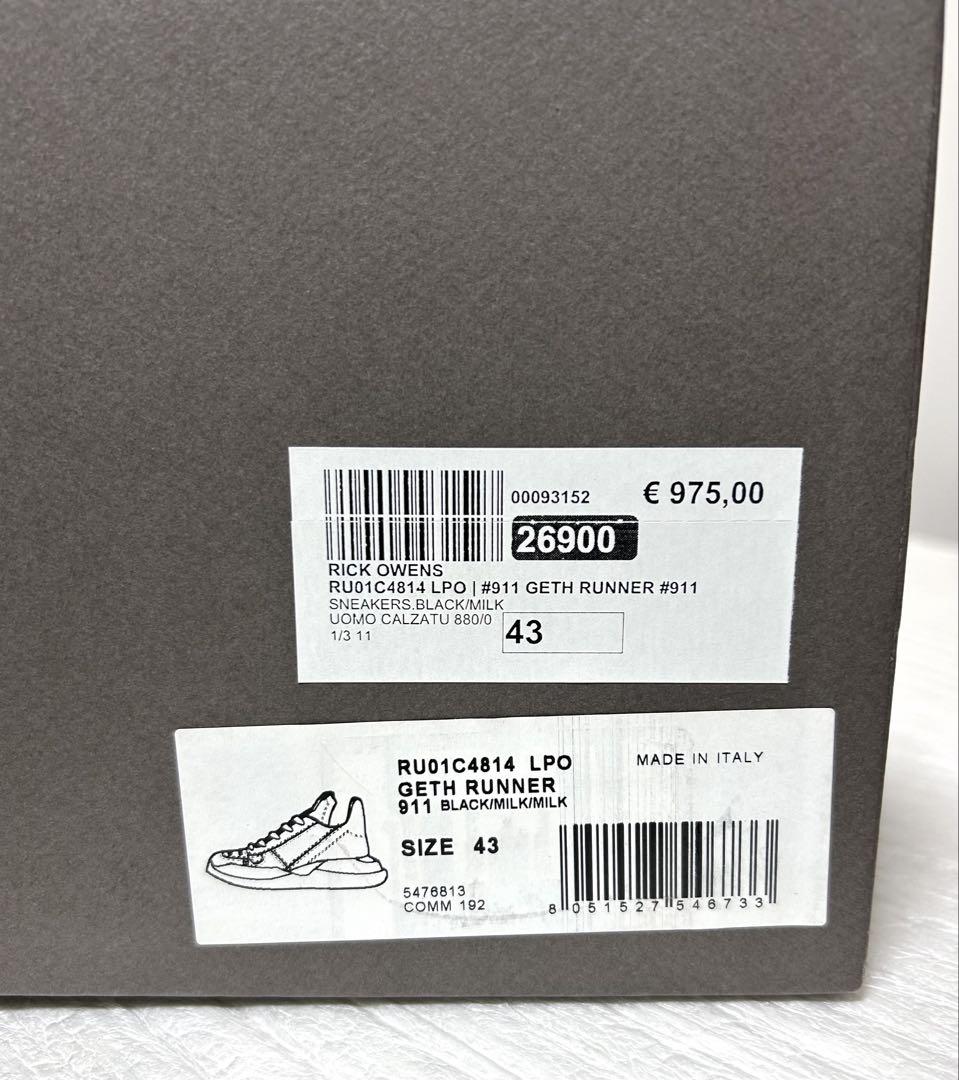 00093152 € 975,00
26900
RICK OWENS
RU01C4814 LPO | #911 GETH RUNNER #911
SNEAKERS.BLACK/MILK
UOMO CALZATU 880/0
43
1/3 11
RU01C4814 LPO
MADE IN ITALY
GETH RUNNER
911 BLACK/MILK/MILK
SIZE 43
5476813
COMM 192
8 051527 546733